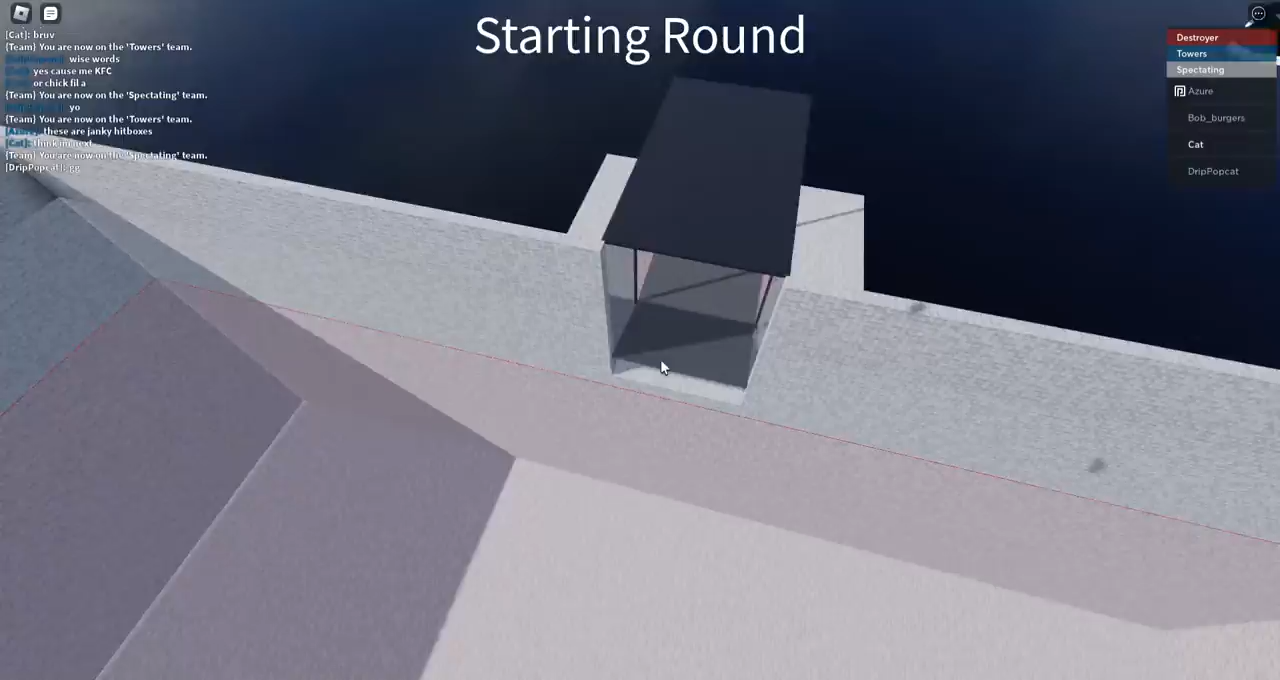 Starting Round
[Cat]: bruv
{Team} You are now on the 'Towers' team.
wise words
yes cause me KFC
or chick fil a
{Team} You are now on the 'Spectating' team.
yo
{Team} You are now on the 'Towers' team.
[Azure]: these are janky hitboxes
[Cat]: think im next
{Team} You are now on the 'Spectating' team.
[DripPopcat]: gg
Destroyer
Towers
Spectating
Azure
Bob_burgers
Cat
DripPopcat